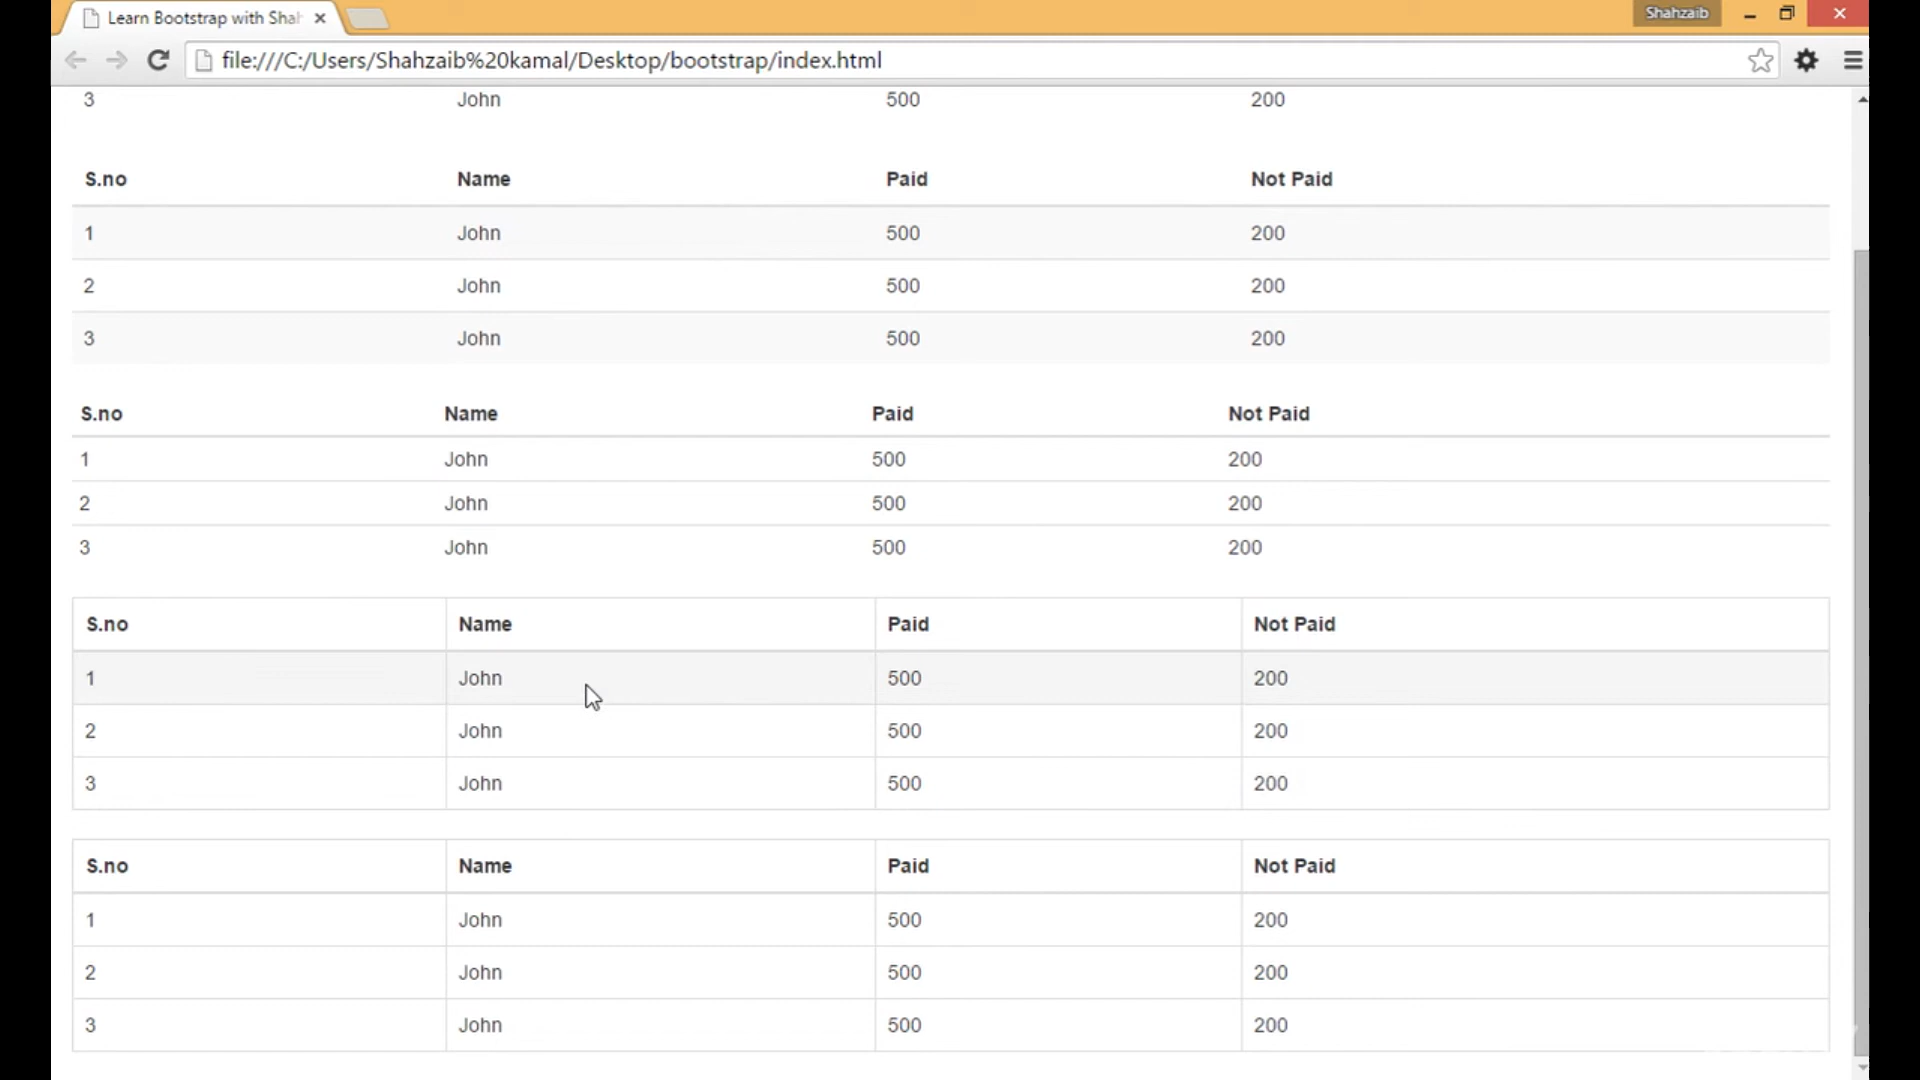 Learn Bootstrap with Shah
Shahzaib
file:///C:/Users/Shahzaib%20kamal/Desktop/bootstrap/index.html
3 John 500 200
S.no Name Paid Not Paid
1 John 500 200
2 John 500 200
3 John 500 200
S.no Name Paid Not Paid
1 John 500 200
2 John 500 200
3 John 500 200
S.no Name Paid Not Paid
1 John 500 200
2 John 500 200
3 John 500 200
S.no Name Paid Not Paid
1 John 500 200
2 John 500 200
3 John 500 200